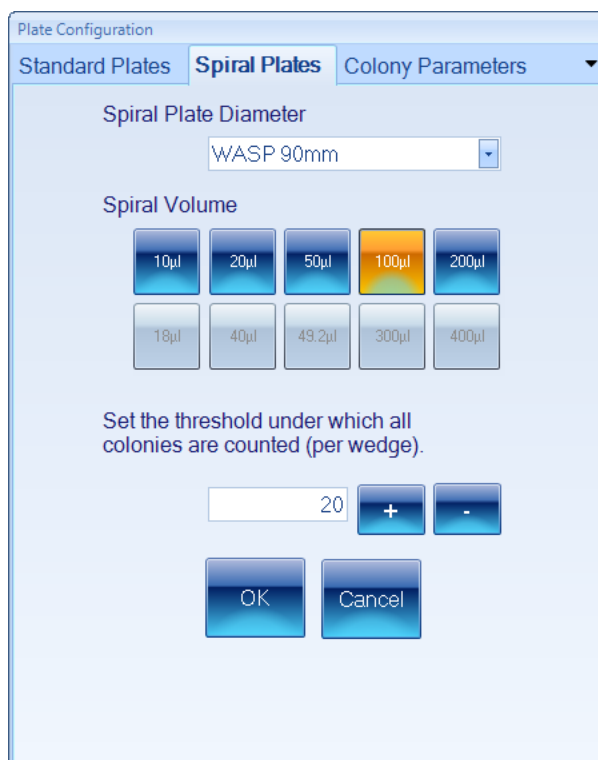 Plate Configuration
Standard Plates Spiral Plates Colony Parameters
Spiral Plate Diameter
WASP 90mm
Spiral Volume
10µl 20µl 50µl 100µl 200µl
18µl 40µl 49.2µl 300µl 400µl
Set the threshold under which all
colonies are counted (per wedge).
20 + -
OK Cancel